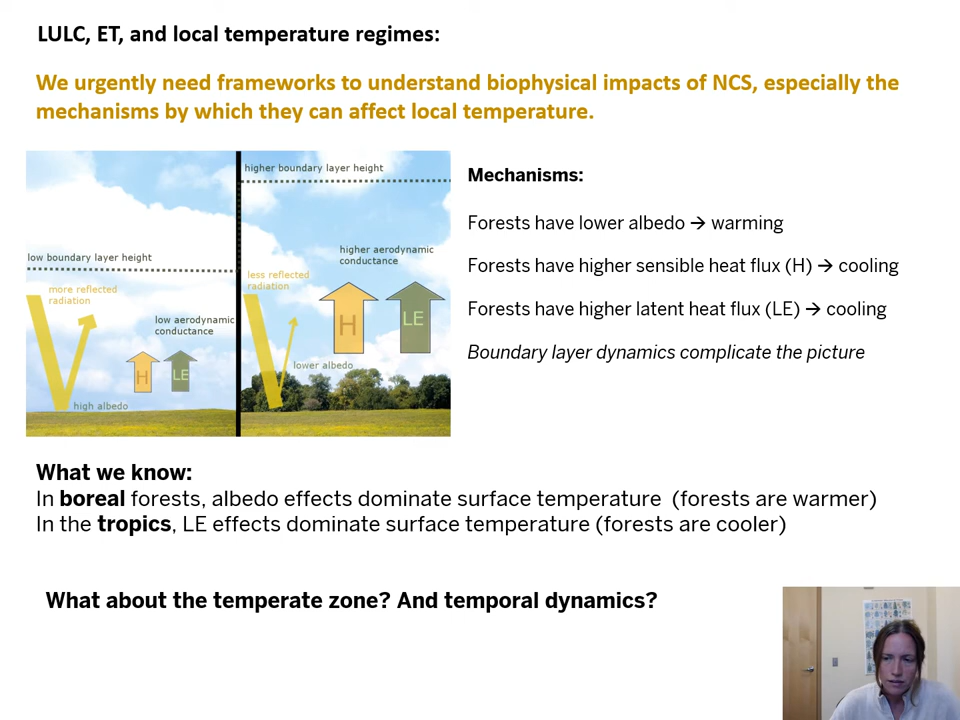 LULC, ET, and local temperature regimes:
We urgently need frameworks to understand biophysical impacts of NCS, especially the
mechanisms by which they can affect local temperature.
low boundary layer height
more reflected
radiation
low aerodynamic
conductance
H
LE
high albedo
higher boundary layer height
higher aerodynamic
conductance
less reflected
radiation
H
LE
lower albedo
Mechanisms:
Forests have lower albedo → warming
Forests have higher sensible heat flux (H) → cooling
Forests have higher latent heat flux (LE) → cooling
Boundary layer dynamics complicate the picture
What we know:
In boreal forests, albedo effects dominate surface temperature (forests are warmer)
In the tropics, LE effects dominate surface temperature (forests are cooler)
What about the temperate zone? And temporal dynamics?